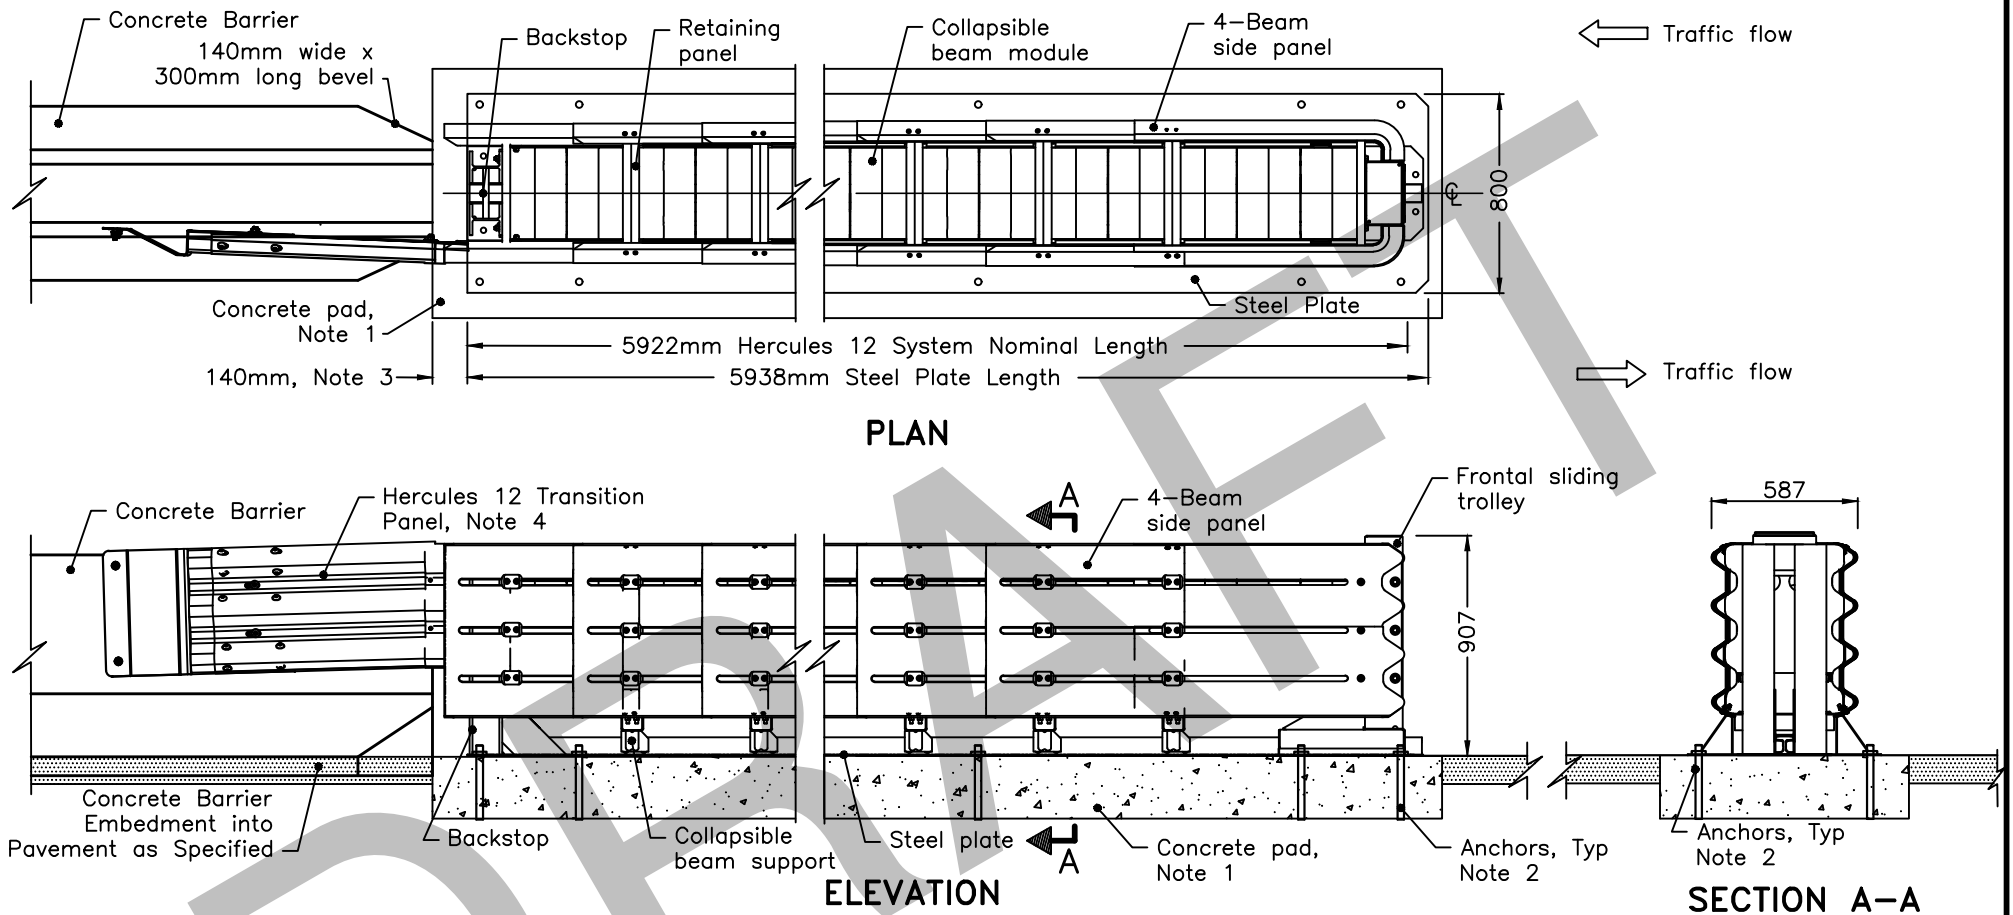 Concrete Barrier
140mm wide x
300mm long bevel
Backstop
Retaining
panel
Collapsible
beam module
4-Beam
side panel
Traffic flow
800
℄
Concrete pad,
Note 1
Steel Plate
5922mm Hercules 12 System Nominal Length
140mm, Note 3
5938mm Steel Plate Length
Traffic flow
PLAN
Concrete Barrier
Hercules 12 Transition
Panel, Note 4
A
4-Beam
side panel
Frontal sliding
trolley
587
907
Concrete Barrier
Embedment into
Pavement as Specified
Backstop
Collapsible
beam support
Steel plate
A
Concrete pad,
Note 1
Anchors, Typ
Note 2
Anchors, Typ
Note 2
ELEVATION
SECTION A-A
DRAFT